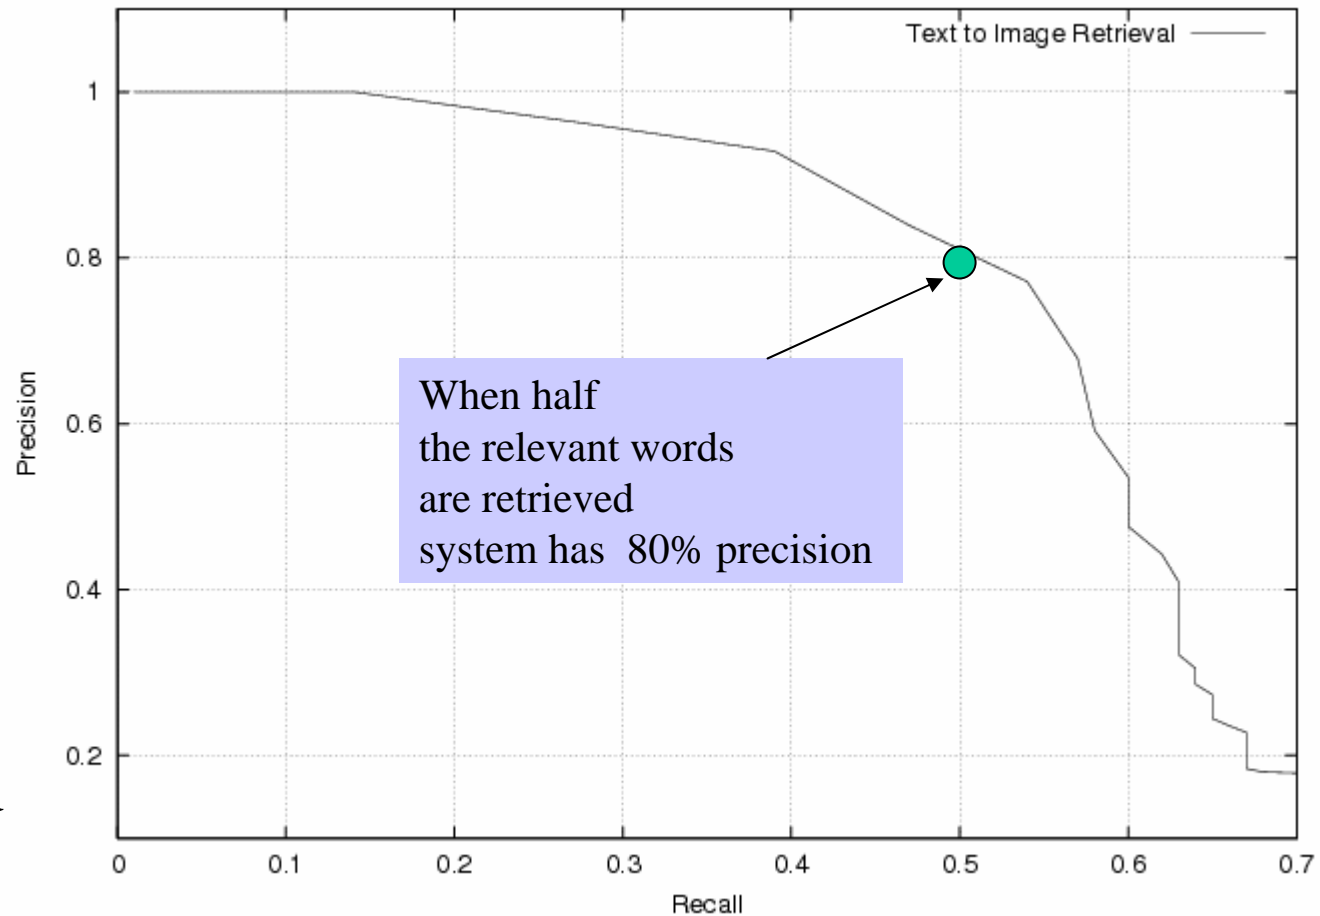 Text to Image Retrieval
1
0.8
0.6
0.4
0.2
Precision
When half
the relevant words
are retrieved
system has 80% precision
0 0.1 0.2 0.3 0.4 0.5 0.6 0.7
Recall